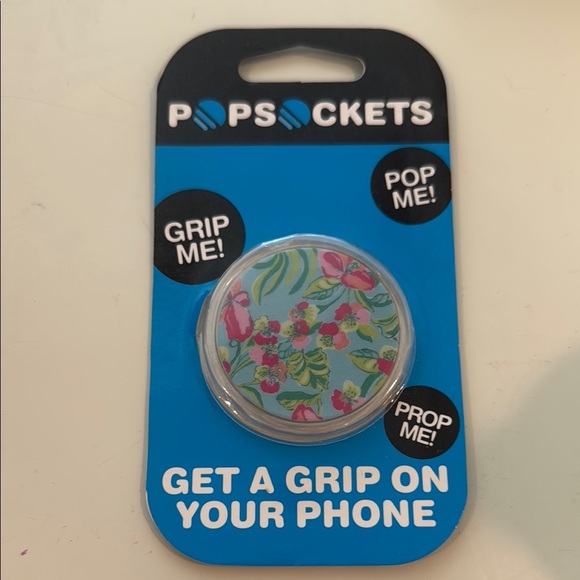 POPSOCKETS
POP
ME!
GRIP
ME!
PROP
ME!
GET A GRIP ON
YOUR PHONE